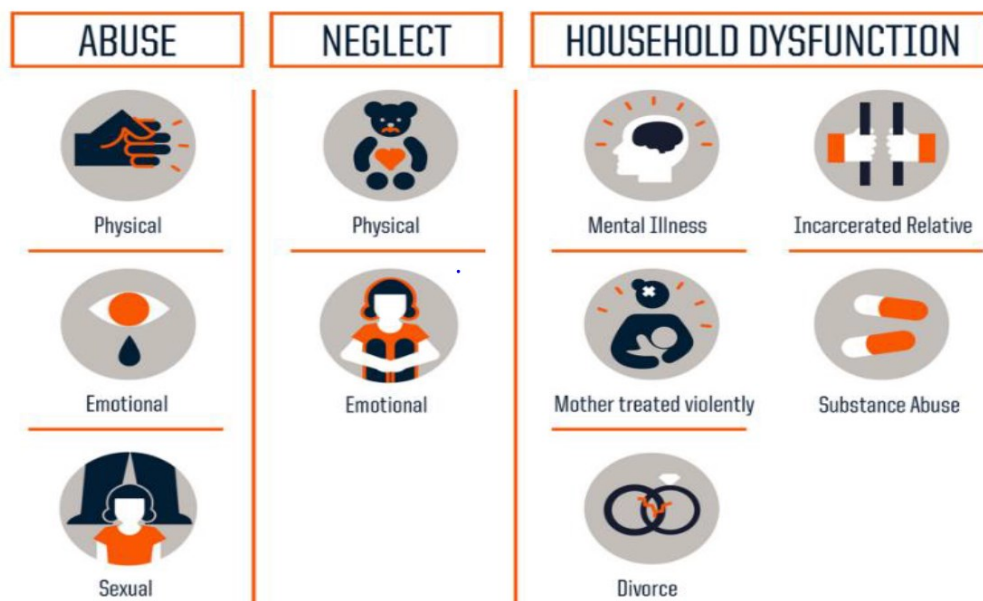 ABUSE
NEGLECT
HOUSEHOLD DYSFUNCTION
Physical
Physical
Mental Illness
Incarcerated Relative
Emotional
Emotional
Mother treated violently
Substance Abuse
Sexual
Divorce